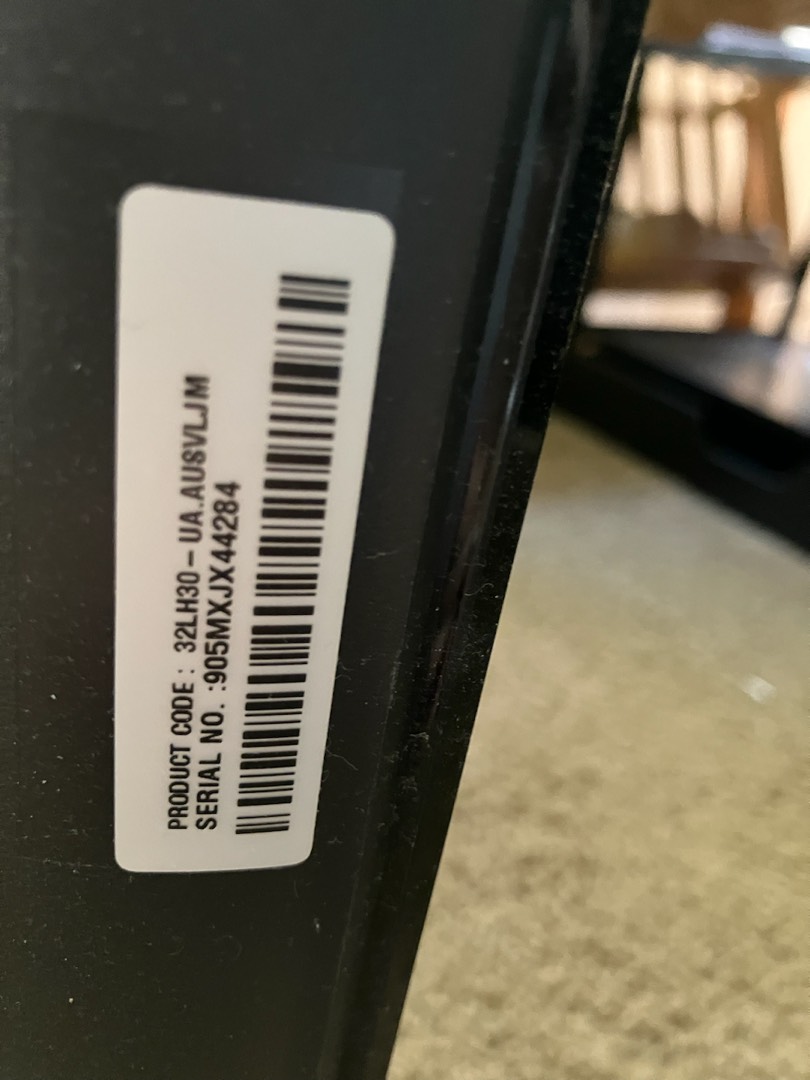 PRODUCT CODE : 32LH30-UA.AUSVLJM
SERIAL NO. :905MXJX44284